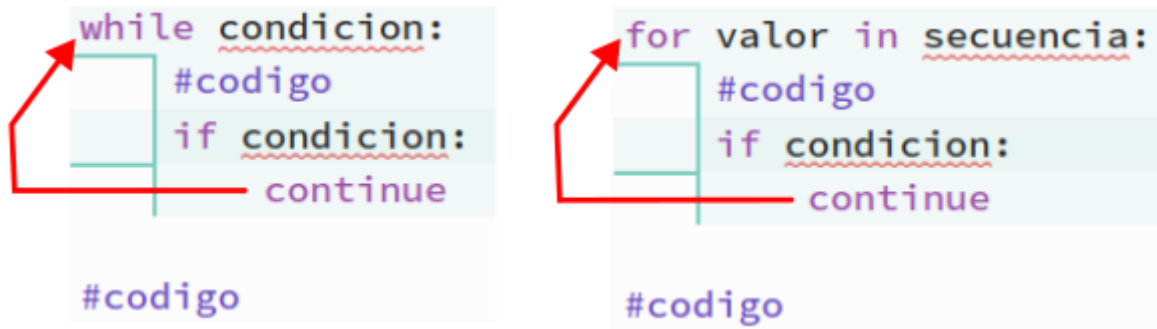 while condicion:
#codigo
if condicion:
continue
#codigo
for valor in secuencia:
#codigo
if condicion:
continue
#codigo